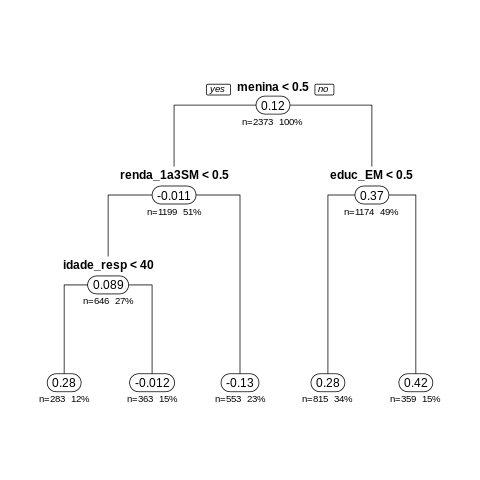 yes menina < 0.5 no
0.12
n=2373 100%
renda_1a3SM < 0.5 educ_EM < 0.5
-0.011 0.37
n=1199 51% n=1174 49%
idade_resp < 40
0.089
n=646 27%
0.28 -0.012 -0.13 0.28 0.42
n=283 12% n=363 15% n=553 23% n=815 34% n=359 15%